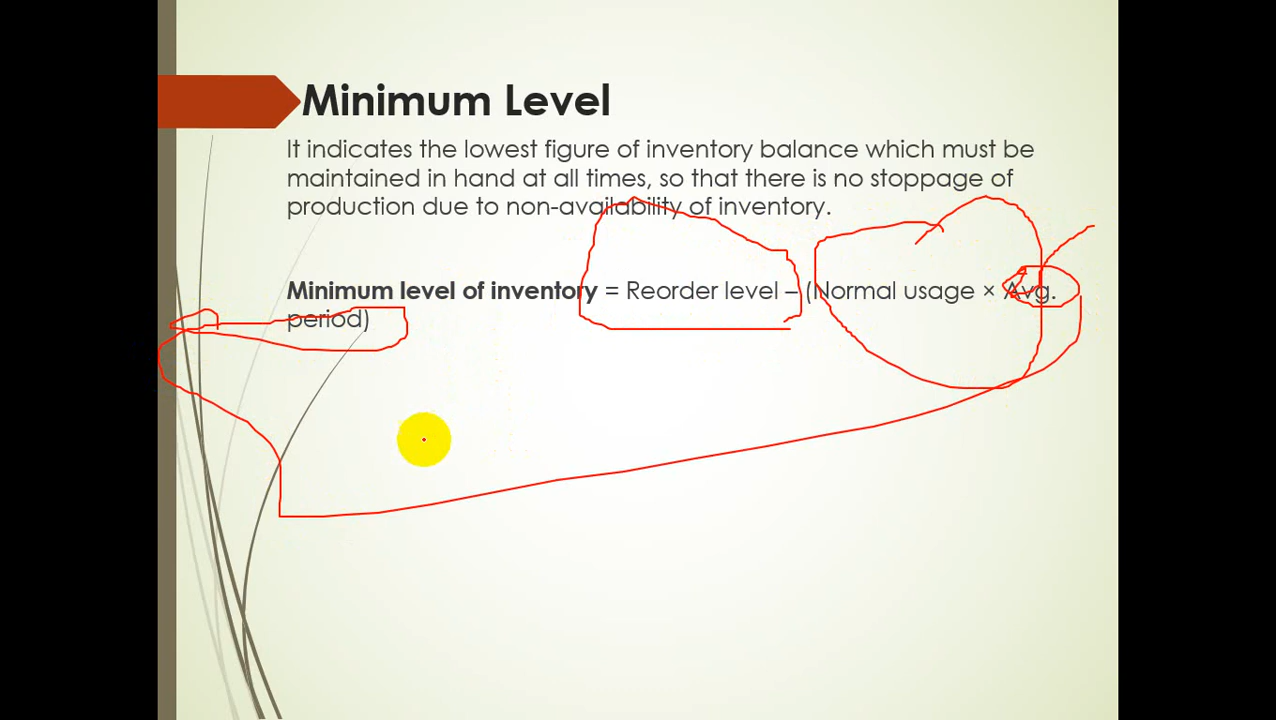 Minimum Level
It indicates the lowest figure of inventory balance which must be
maintained in hand at all times, so that there is no stoppage of
production due to non-availability of inventory.
Minimum level of inventory = Reorder level – (Normal usage × Avg.
period)